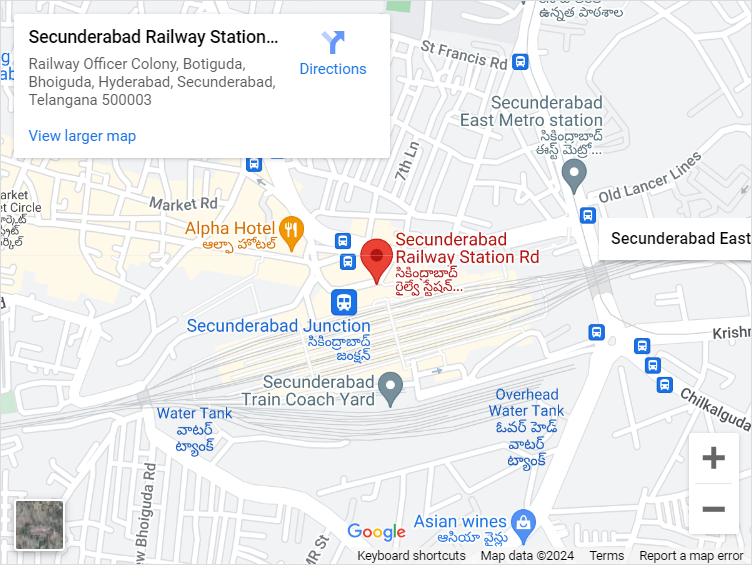 Secunderabad Railway Station...
Railway Officer Colony, Botiguda,
Bhoiguda, Hyderabad, Secunderabad,
Telangana 500003
View larger map
Directions
ఉన్నత పాఠశాల
St Francis Rd
Secunderabad
East Metro station
సికింద్రాబాద్
ఈస్ట్ మెట్రో...
7th Ln
Old Lancer Lines
Market Rd
arket
et Circle
Alpha Hotel
ఆల్ఫా హోటల్
Secunderabad
Railway Station Rd
సికింద్రాబాద్
రైల్వే స్టేషన్...
Secunderabad East
Secunderabad Junction
సికింద్రాబాద్
జంక్షన్
Krishn
Secunderabad
Train Coach Yard
Water Tank
వాటర్
ట్యాంక్
Overhead
Water Tank
ఓవర్ హెడ్
వాటర్
ట్యాంక్
Chilkalguda
ew Bhoiguda Rd
MR St
Asian wines
ఆసియా వైన్లు
Google
Keyboard shortcuts
Map data ©2024
Terms
Report a map error